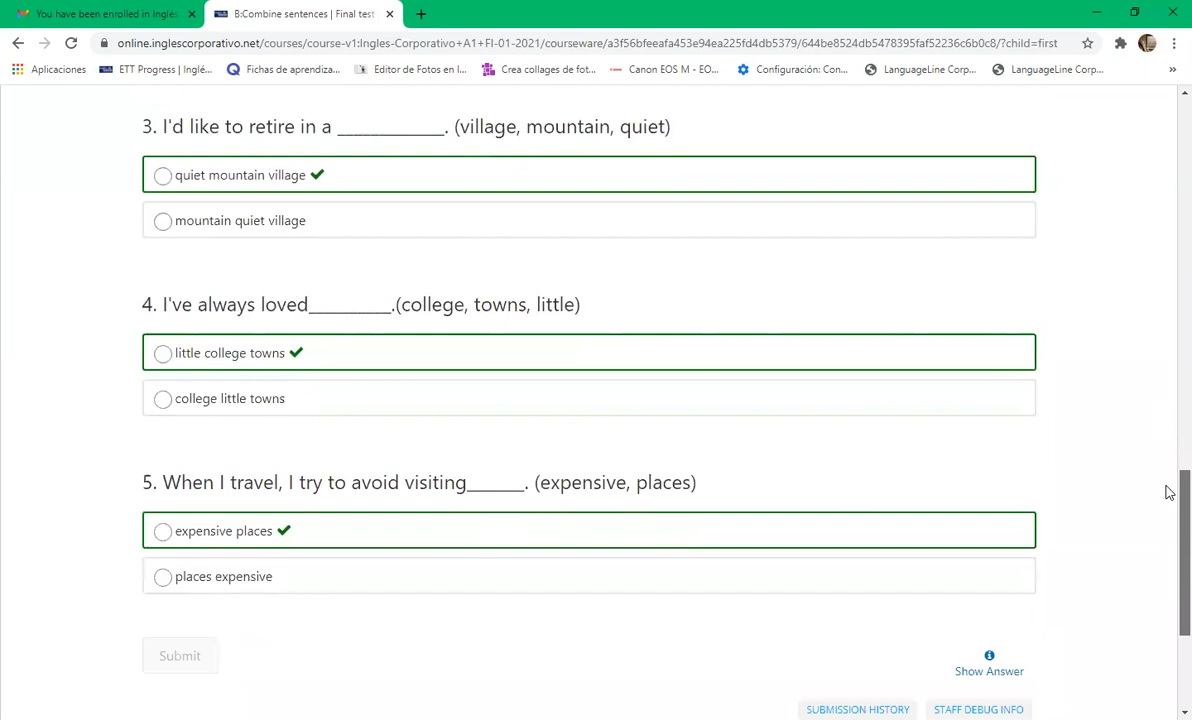 You have been enrolled in Inglés
B:Combine sentences | Final test
online.inglescorporativo.net/courses/course-v1:Ingles-Corporativo+A1+FI-01-2021/courseware/a3f56bfeeafa453e94ea225fd4db5379/644be8524db5478395faf52236c6b0c8/?child=first
Aplicaciones
ETT Progress | Inglé...
Fichas de aprendiza...
Editor de Fotos en l...
Crea collages de fot...
Canon EOS M - EO...
Configuración: Con...
LanguageLine Corp...
LanguageLine Corp...
3. I'd like to retire in a ____________. (village, mountain, quiet)
quiet mountain village
mountain quiet village
4. I've always loved_________.(college, towns, little)
little college towns
college little towns
5. When I travel, I try to avoid visiting______. (expensive, places)
expensive places
places expensive
Submit
Show Answer
SUBMISSION HISTORY
STAFF DEBUG INFO